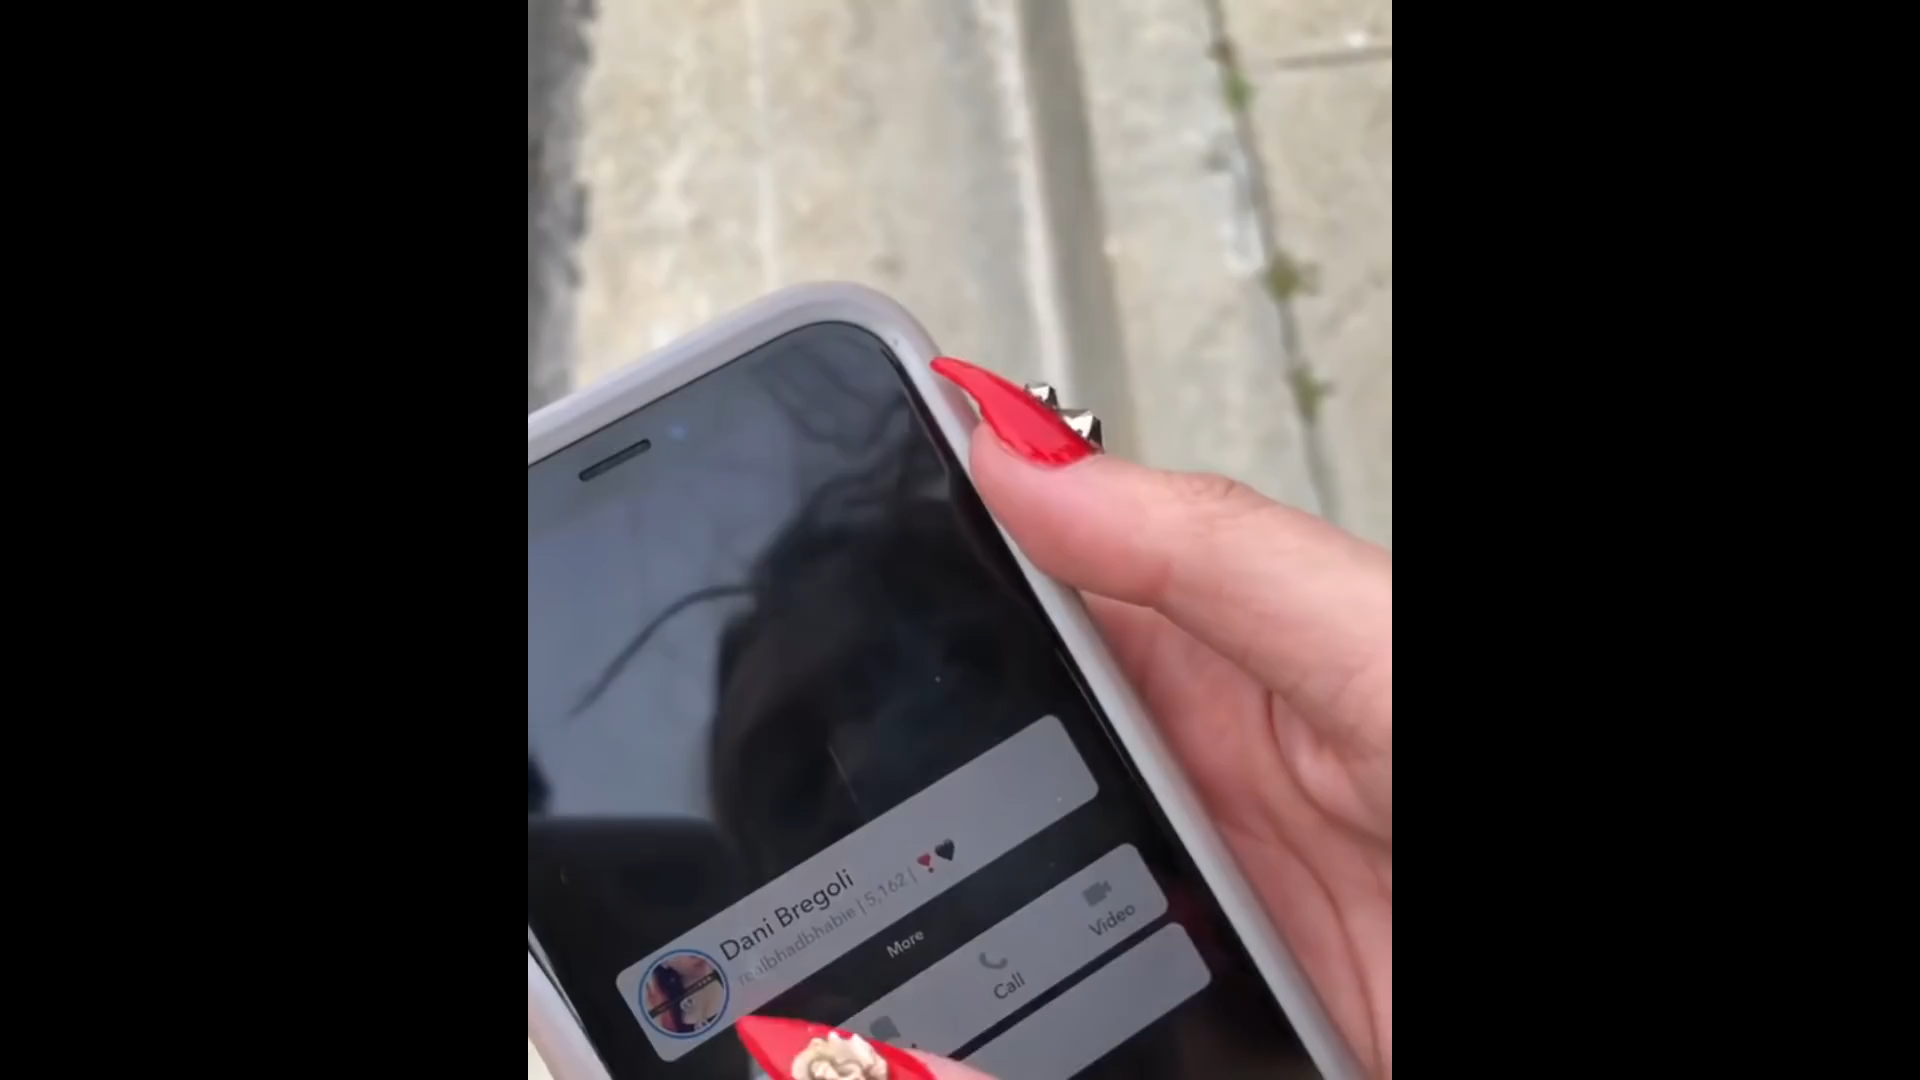 Dani Bregoli
realbhadbhabie | 5,162 | ❣️🖤
More
Video
Call